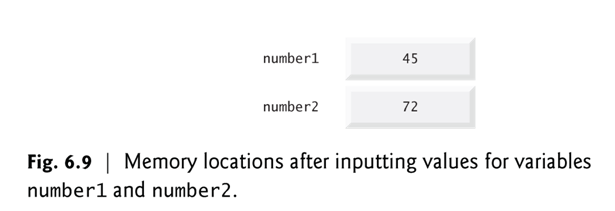 number1 45
number2 72
Fig. 6.9 | Memory locations after inputting values for variables
number1 and number2.